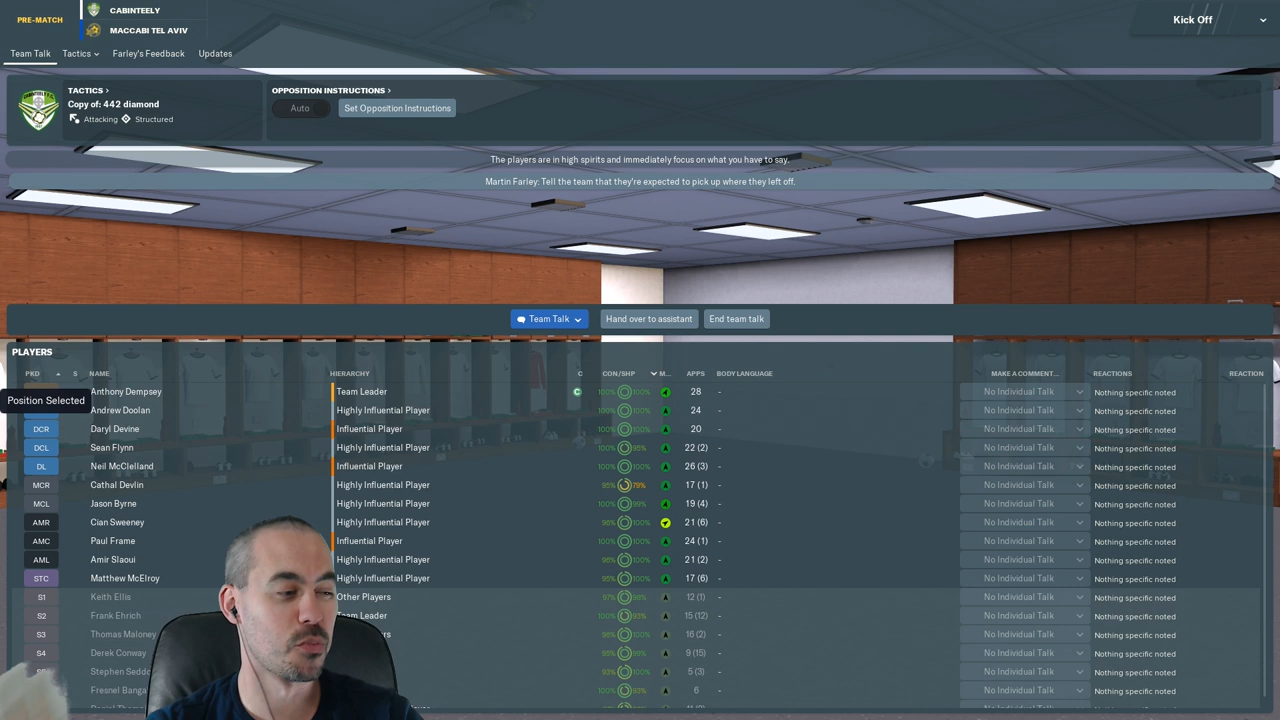 PRE-MATCH
CABINTEELY
MACCABI TEL AVIV
Kick Off
Team Talk Tactics Farley's Feedback Updates
TACTICS >
Copy of: 442 diamond
Attacking Structured
OPPOSITION INSTRUCTIONS >
Auto Set Opposition Instructions
The players are in high spirits and immediately focus on what you have to say.
Martin Farley: Tell the team that they're expected to pick up where they left off.
Team Talk Hand over to assistant End team talk
PLAYERS
PKD S NAME HIERARCHY C CON/SHP M... APPS BODY LANGUAGE MAKE A COMMENT... REACTIONS REACTION
Anthony Dempsey Team Leader C 100% 100% 28 - No Individual Talk Nothing specific noted
Position Selected
Andrew Doolan Highly Influential Player 100% 100% 24 - No Individual Talk Nothing specific noted
DCR Daryl Devine Influential Player 100% 100% 20 - No Individual Talk Nothing specific noted
DCL Sean Flynn Highly Influential Player 100% 98% 22 (2) - No Individual Talk Nothing specific noted
DL Neil McClelland Influential Player 100% 100% 26 (3) - No Individual Talk Nothing specific noted
MCR Cathal Devlin Highly Influential Player 95% 79% 17 (1) - No Individual Talk Nothing specific noted
MCL Jason Byrne Highly Influential Player 100% 99% 19 (4) - No Individual Talk Nothing specific noted
AMR Cian Sweeney Highly Influential Player 98% 100% 21 (6) - No Individual Talk Nothing specific noted
AMC Paul Frame Influential Player 100% 100% 24 (1) - No Individual Talk Nothing specific noted
AML Amir Slaoui Highly Influential Player 98% 100% 21 (2) - No Individual Talk Nothing specific noted
STC Matthew McElroy Highly Influential Player 95% 100% 17 (6) - No Individual Talk Nothing specific noted
S1 Keith Ellis Other Players 97% 98% 12 (1) - No Individual Talk Nothing specific noted
S2 Frank Ehrich Team Leader 100% 93% 15 (12) - No Individual Talk Nothing specific noted
S3 Thomas Maloney 96% 100% 16 (2) - No Individual Talk Nothing specific noted
S4 Derek Conway 95% 98% 9 (15) - No Individual Talk Nothing specific noted
Stephen 93% 100% 5 (3) - No Individual Talk Nothing specific noted
Fresnel Banga 100% 93% 6 - No Individual Talk Nothing specific noted